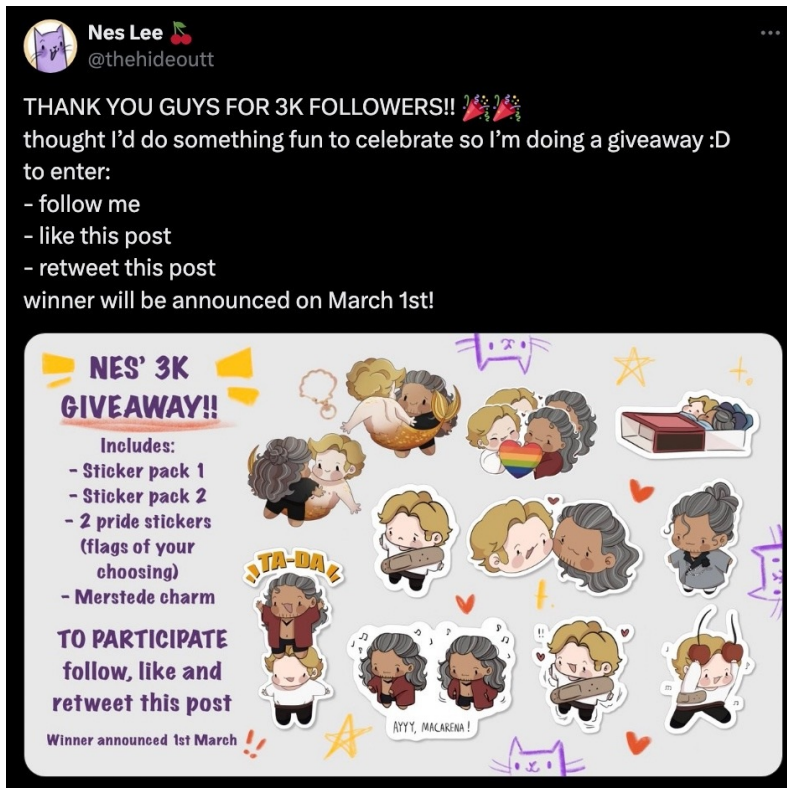 Nes Lee 🍒
@thehideoutt
THANK YOU GUYS FOR 3K FOLLOWERS!! 🎉🎉
thought I’d do something fun to celebrate so I’m doing a giveaway :D
to enter:
- follow me
- like this post
- retweet this post
winner will be announced on March 1st!
NES' 3K
GIVEAWAY!!
Includes:
- Sticker pack 1
- Sticker pack 2
- 2 pride stickers
(flags of your
choosing)
- Merstede charm
TO PARTICIPATE
follow, like and
retweet this post
Winner announced 1st March
TA-DA
AYYY, MACARENA!
!!